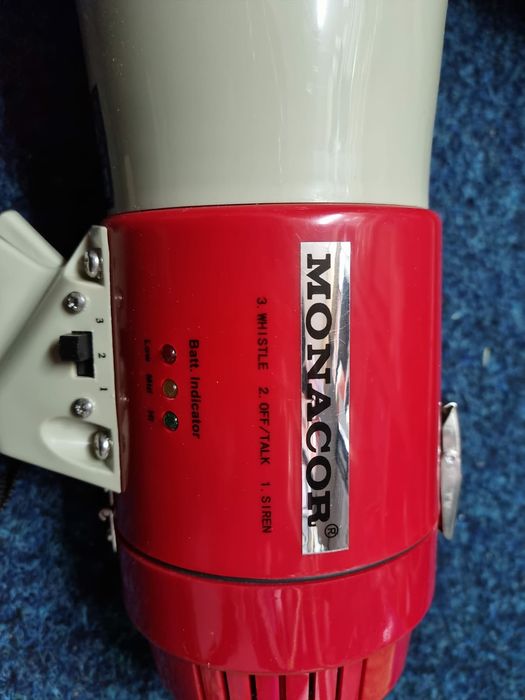 MONACOR®
3. WHISTLE 2. OFF/TALK 1. SIREN
Batt. Indicator
Low Mid Hi
3 2 1